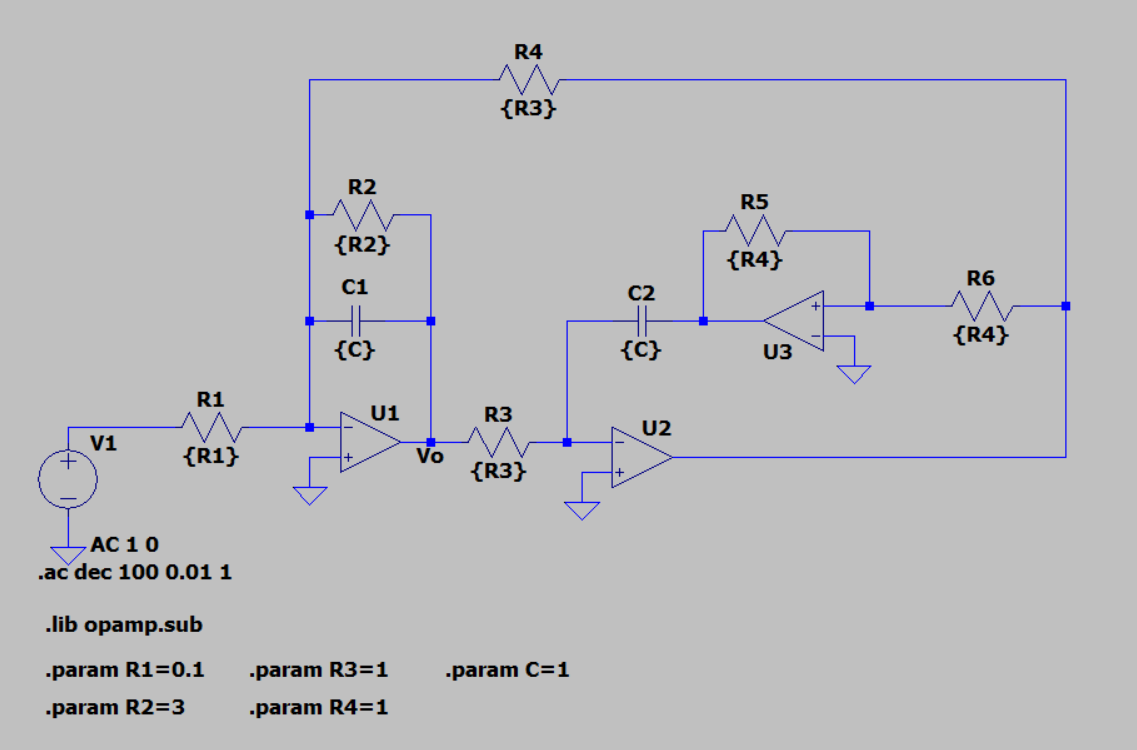 R4
{R3}
R2
{R2}
R5
{R4}
C1
{C}
C2
{C}
U3
R6
{R4}
R1
{R1}
V1
U1
Vo
R3
{R3}
U2
AC 1 0
.ac dec 100 0.01 1
.lib opamp.sub
.param R1=0.1 .param R3=1 .param C=1
.param R2=3 .param R4=1